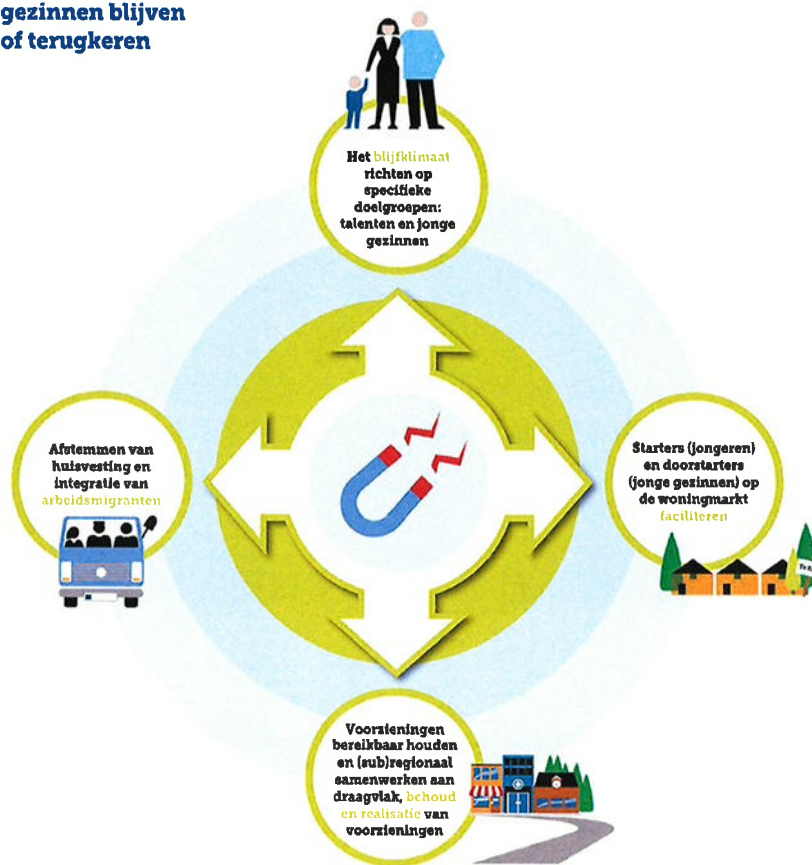 gezinnen blijven
of terugkeren
Het blijfklimaat
richten op
specifieke
doelgroepen:
talenten en jonge
gezinnen
Afstemmen van
huisvesting en
integratie van
arbeidsmigranten
Starters (jongeren)
en doorstarters
(jonge gezinnen) op
de woningmarkt
faciliteren
Voorzieningen
bereikbaar houden
en (sub)regionaal
samenwerken aan
draagvlak, behoud
en realisatie van
voorzieningen